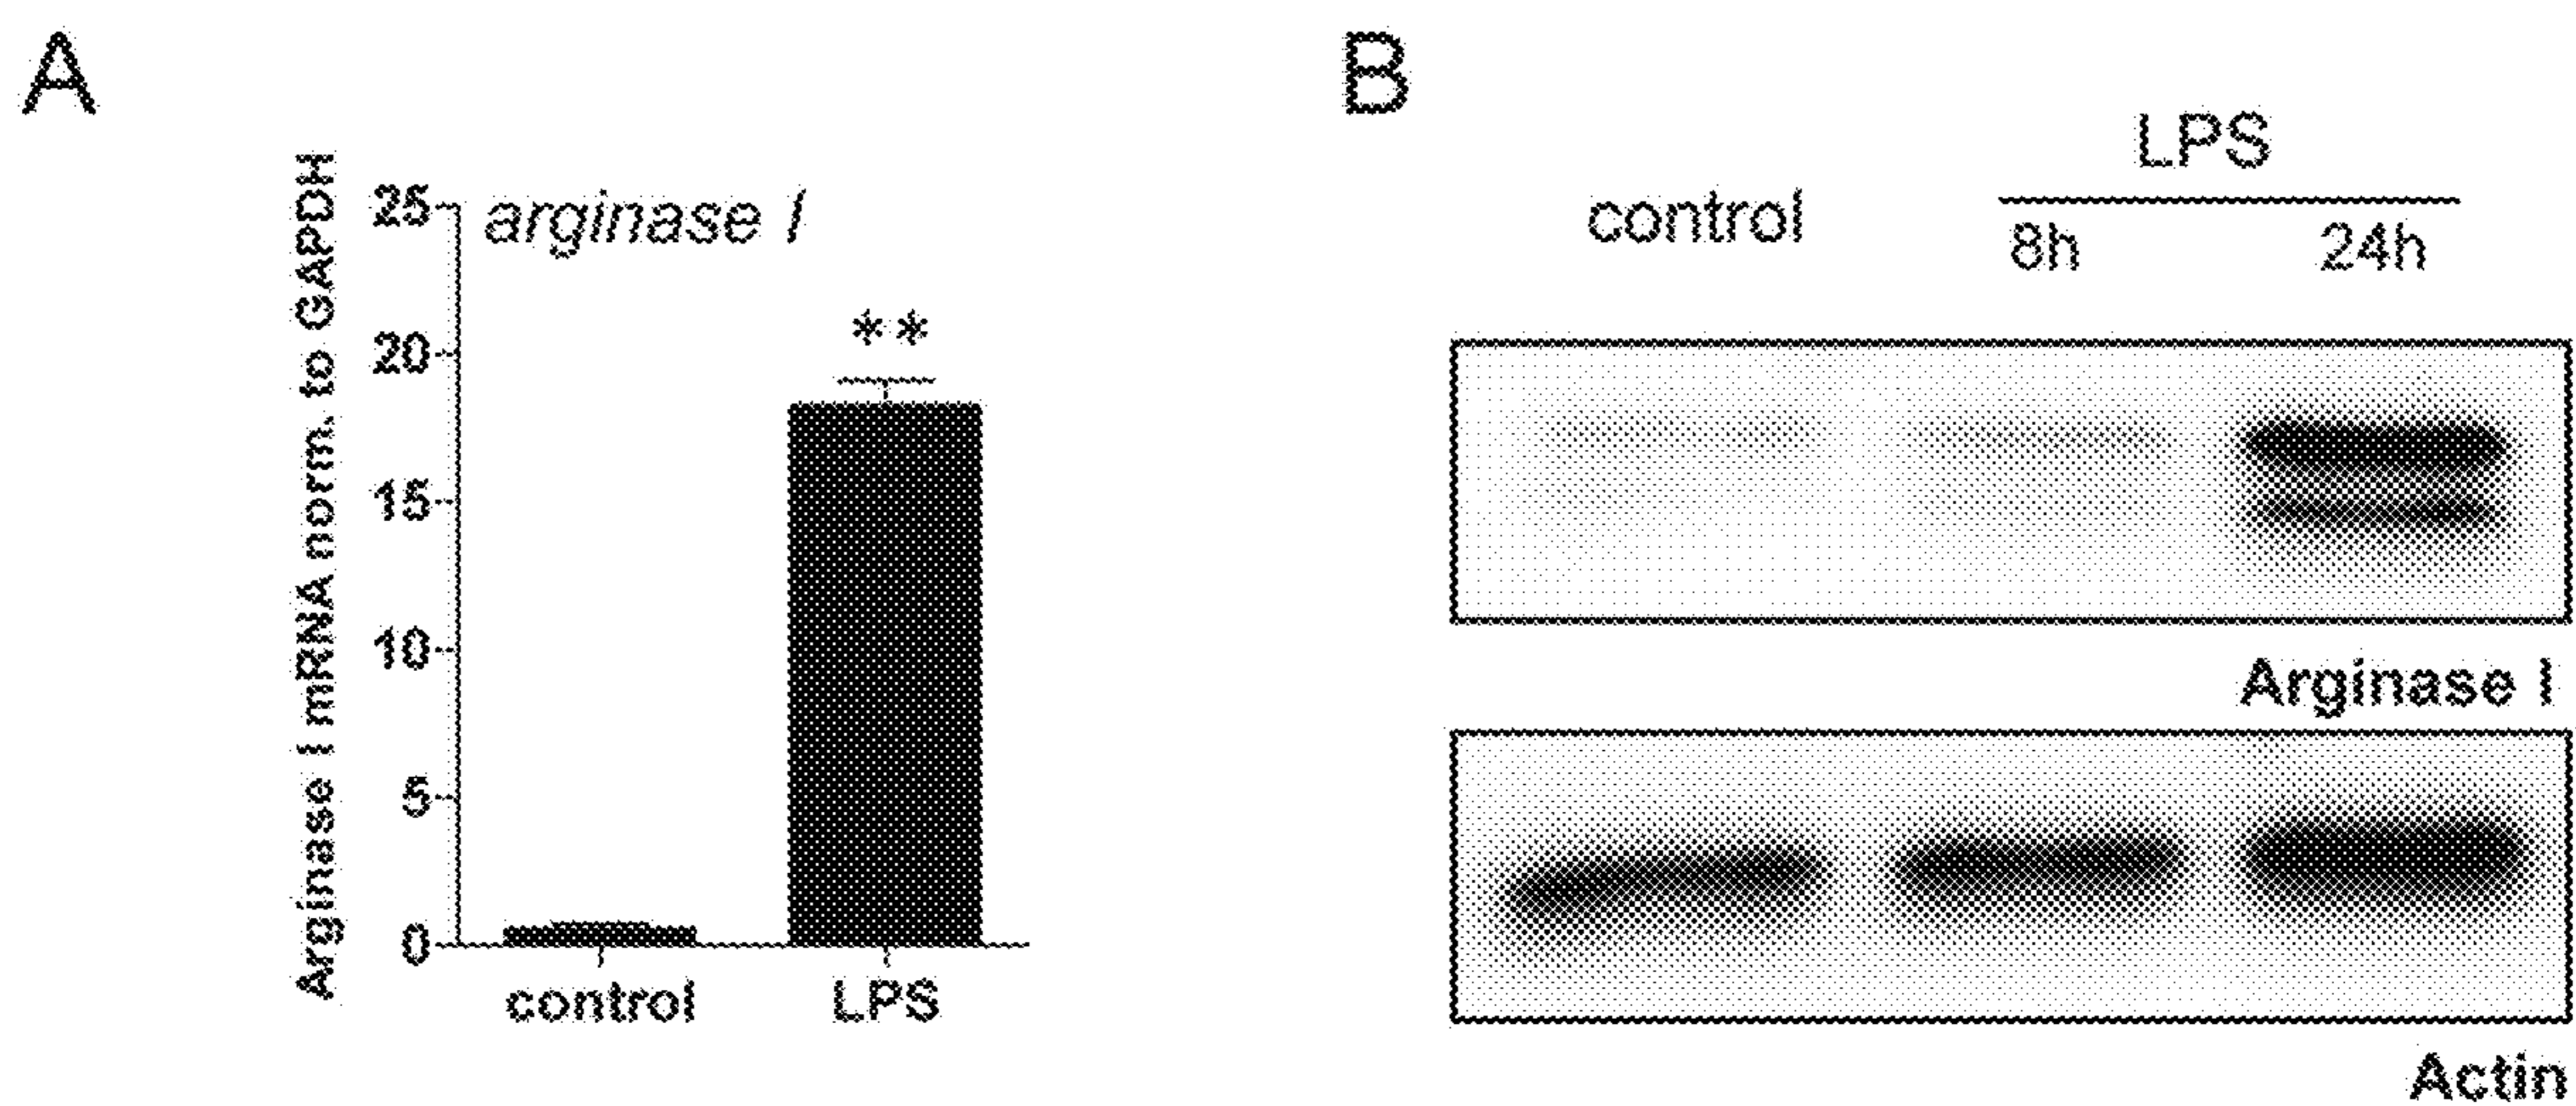 A
Arginase I mRNA norm. to GAPDH
arginase I
25
20
15
10
5
0
**
control
LPS
B
LPS
control
8h
24h
Arginase I
Actin